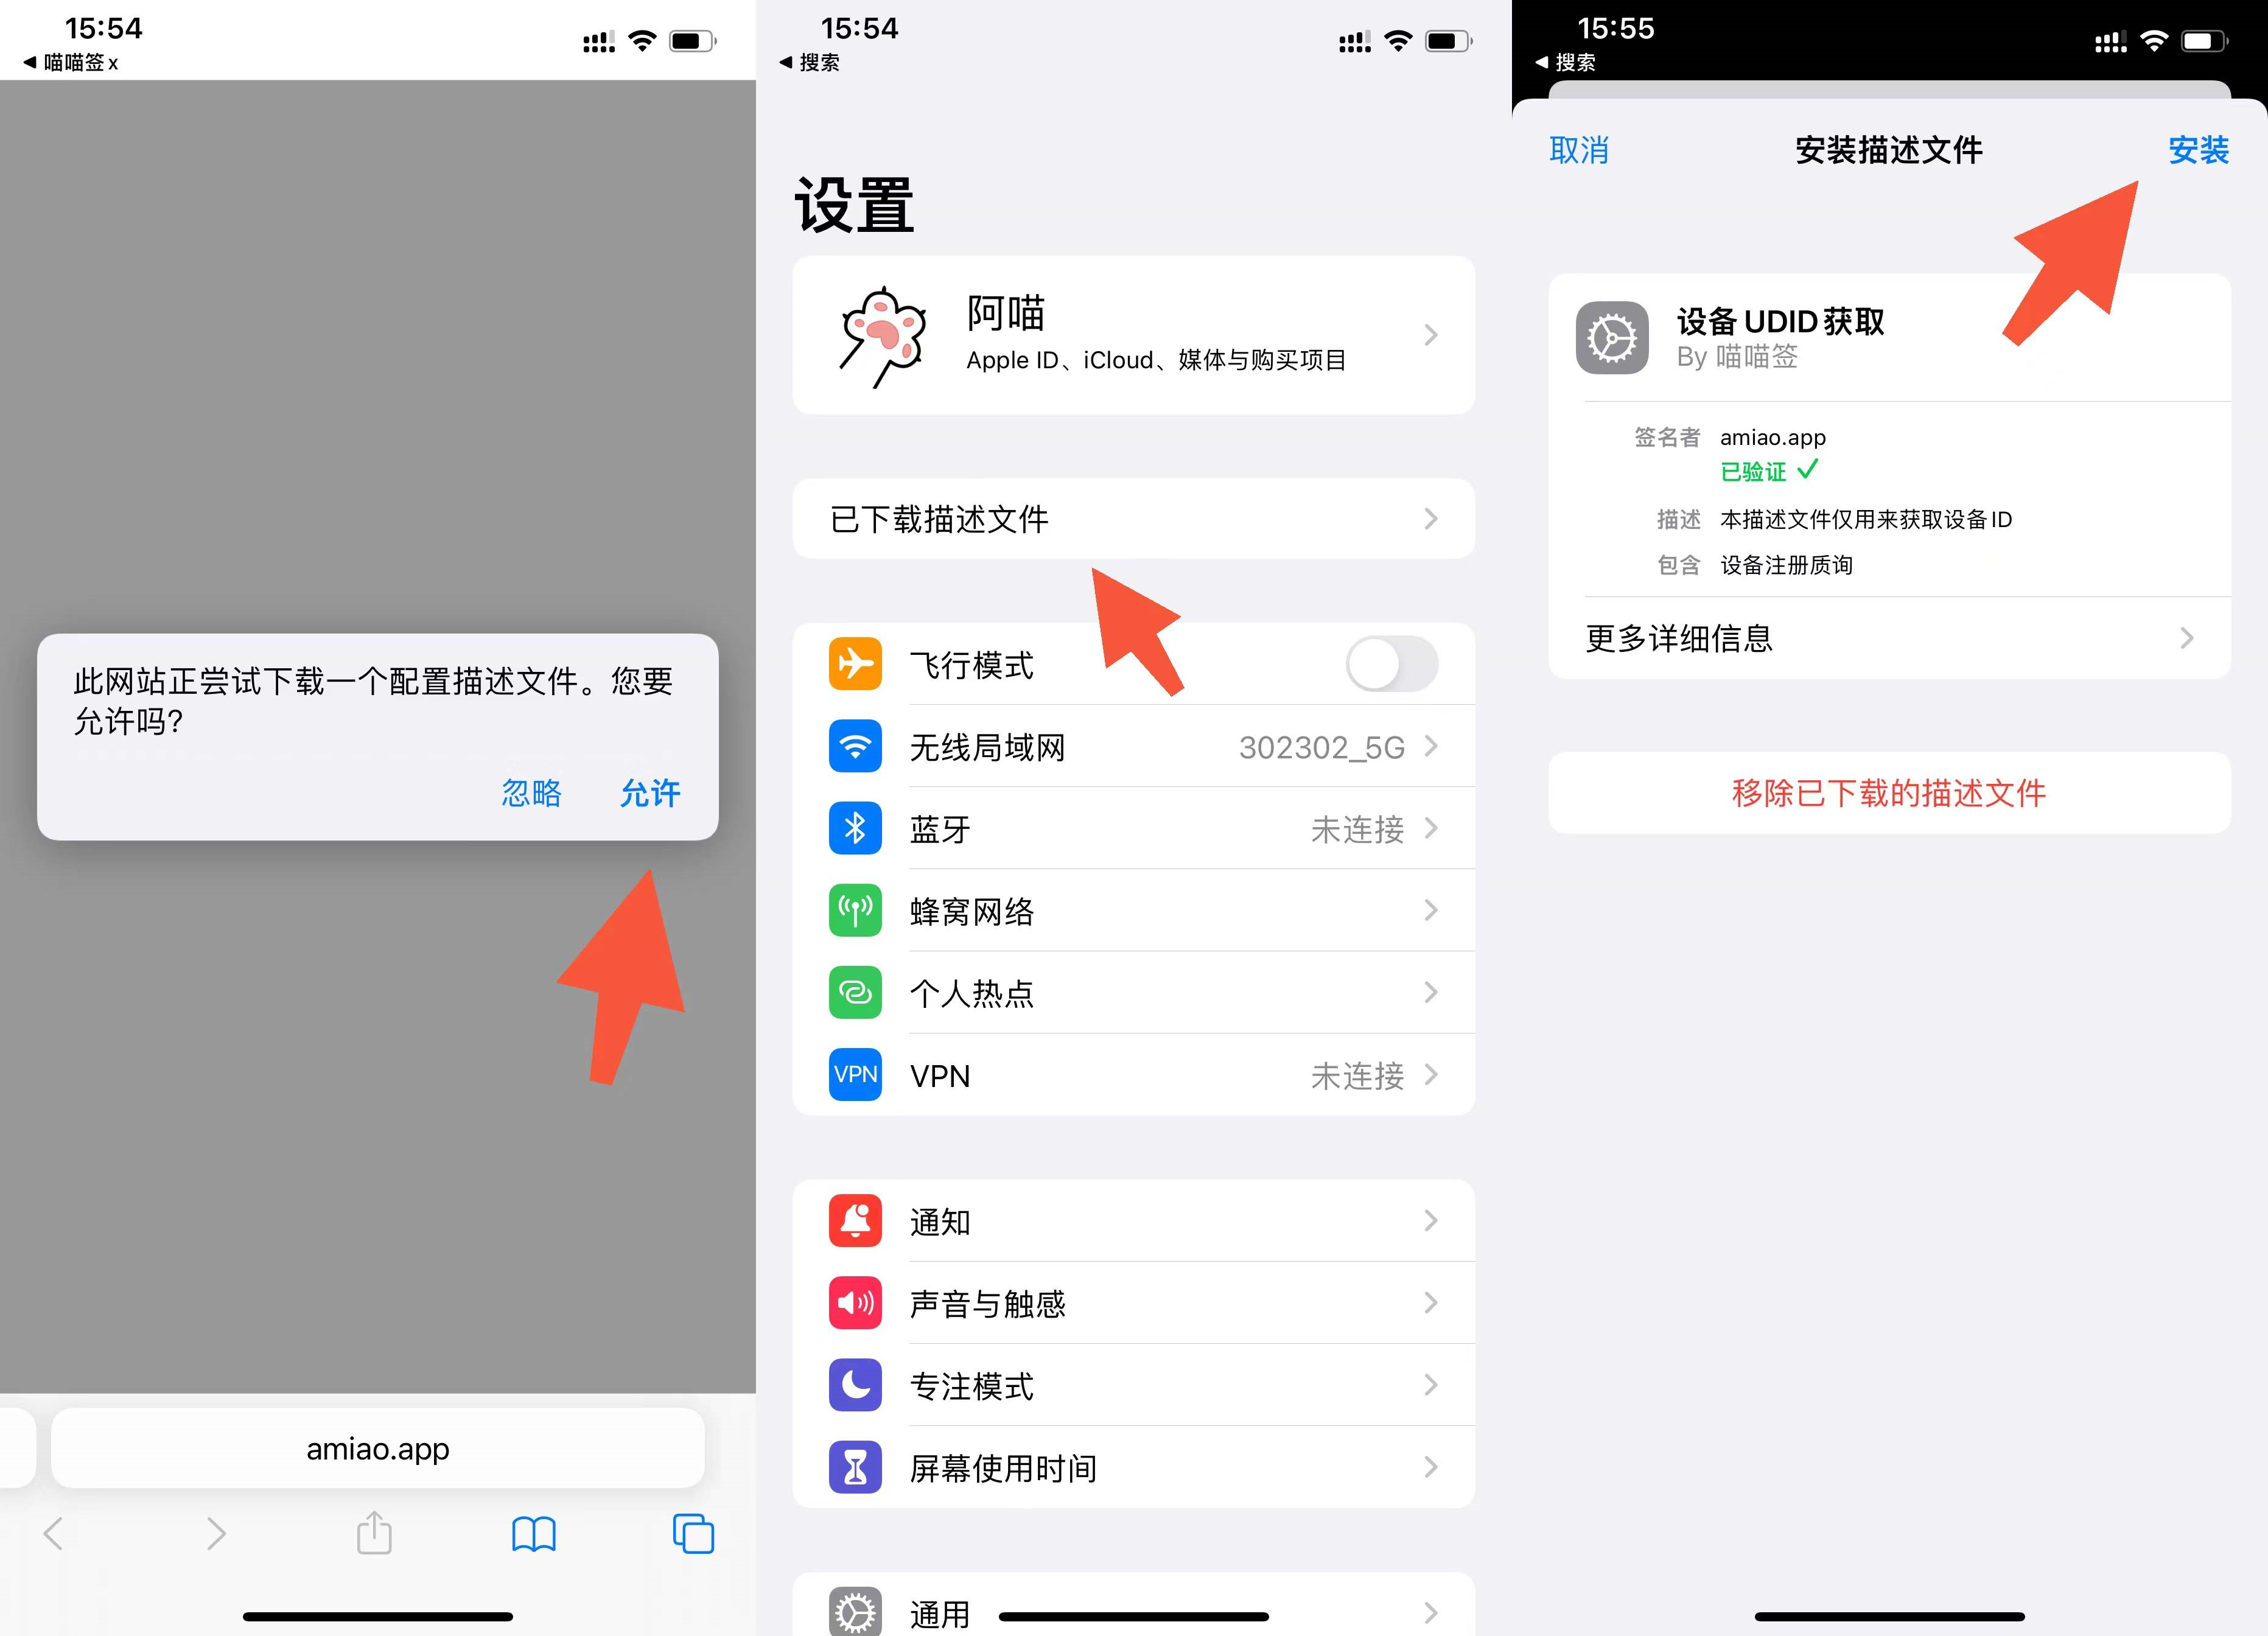 15:54
喵喵签x
此网站正尝试下载一个配置描述文件。您要
允许吗?
忽略
允许
amiao.app
15:54
搜索
设置
阿喵
Apple ID、iCloud、媒体与购买项目
已下载描述文件
飞行模式
无线局域网
302302_5G
蓝牙
未连接
蜂窝网络
个人热点
VPN
VPN
未连接
通知
声音与触感
专注模式
屏幕使用时间
通用
15:55
搜索
取消
安装描述文件
安装
设备 UDID 获取
By 喵喵签
签名者
amiao.app
已验证
描述
本描述文件仅用来获取设备ID
包含
设备注册质询
更多详细信息
移除已下载的描述文件